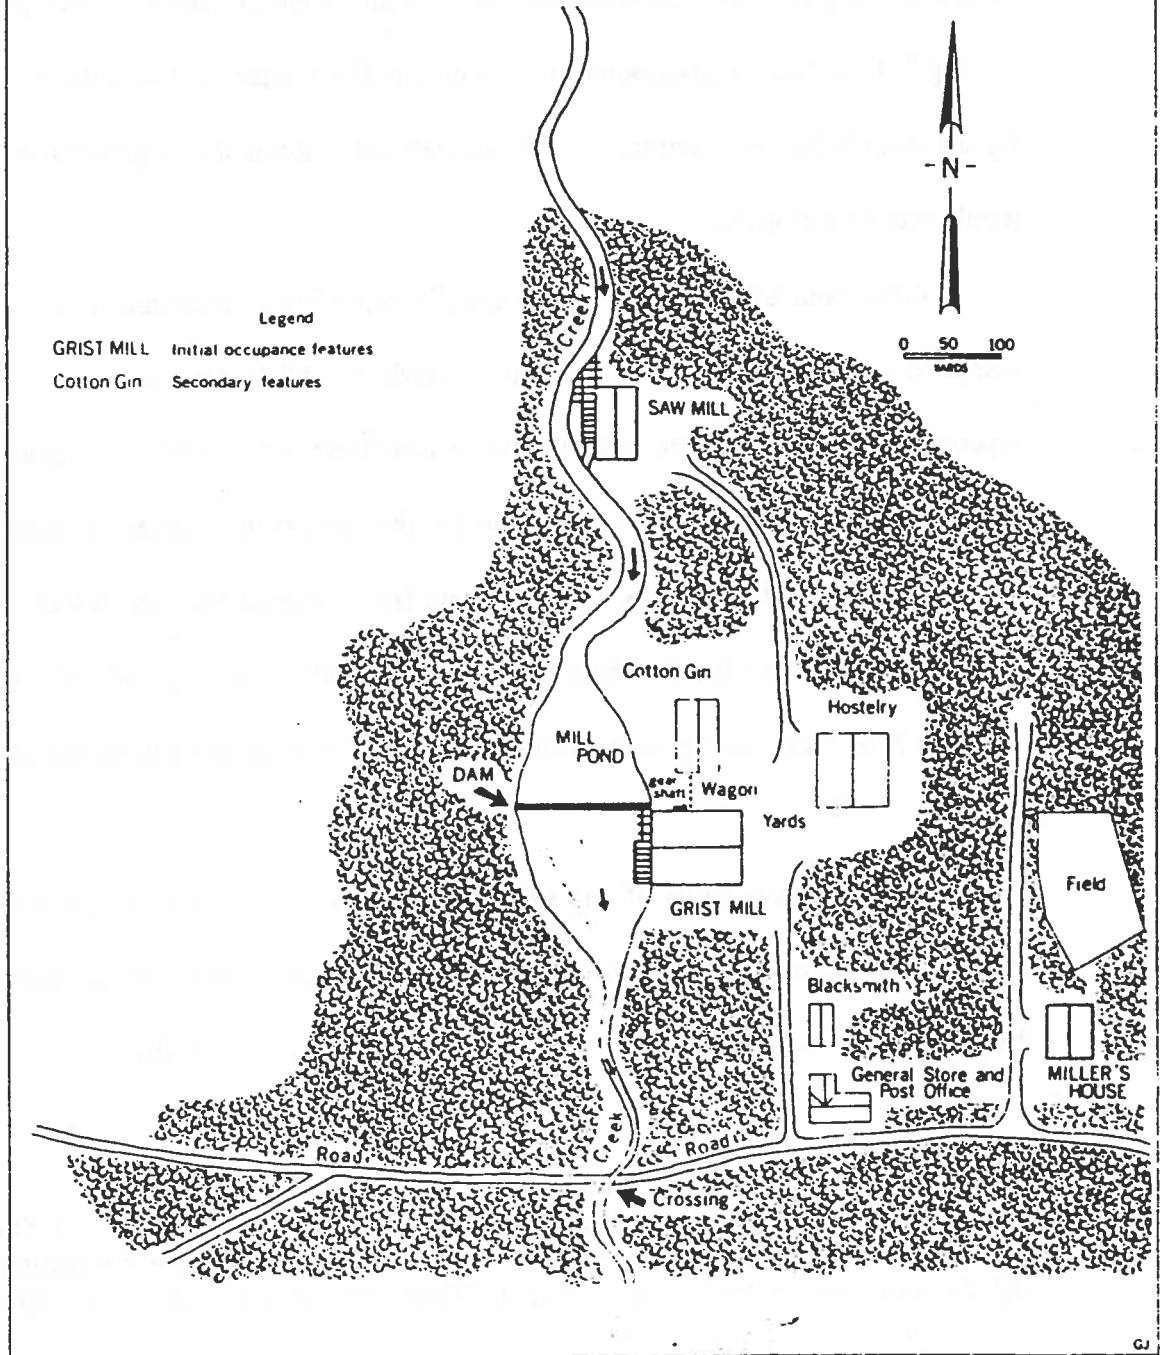 - N -
Legend
GRIST MILL Initial occupance features
Cotton Gin Secondary features
0 50 100
YARDS
Creek
SAW MILL
Cotton Gin
Hostelry
MILL
POND
DAM
gear
shaft
Wagon
Yards
Field
GRIST MILL
Blacksmith
General Store and
Post Office
MILLER'S
HOUSE
Creek
Road
Road
Crossing
GJ